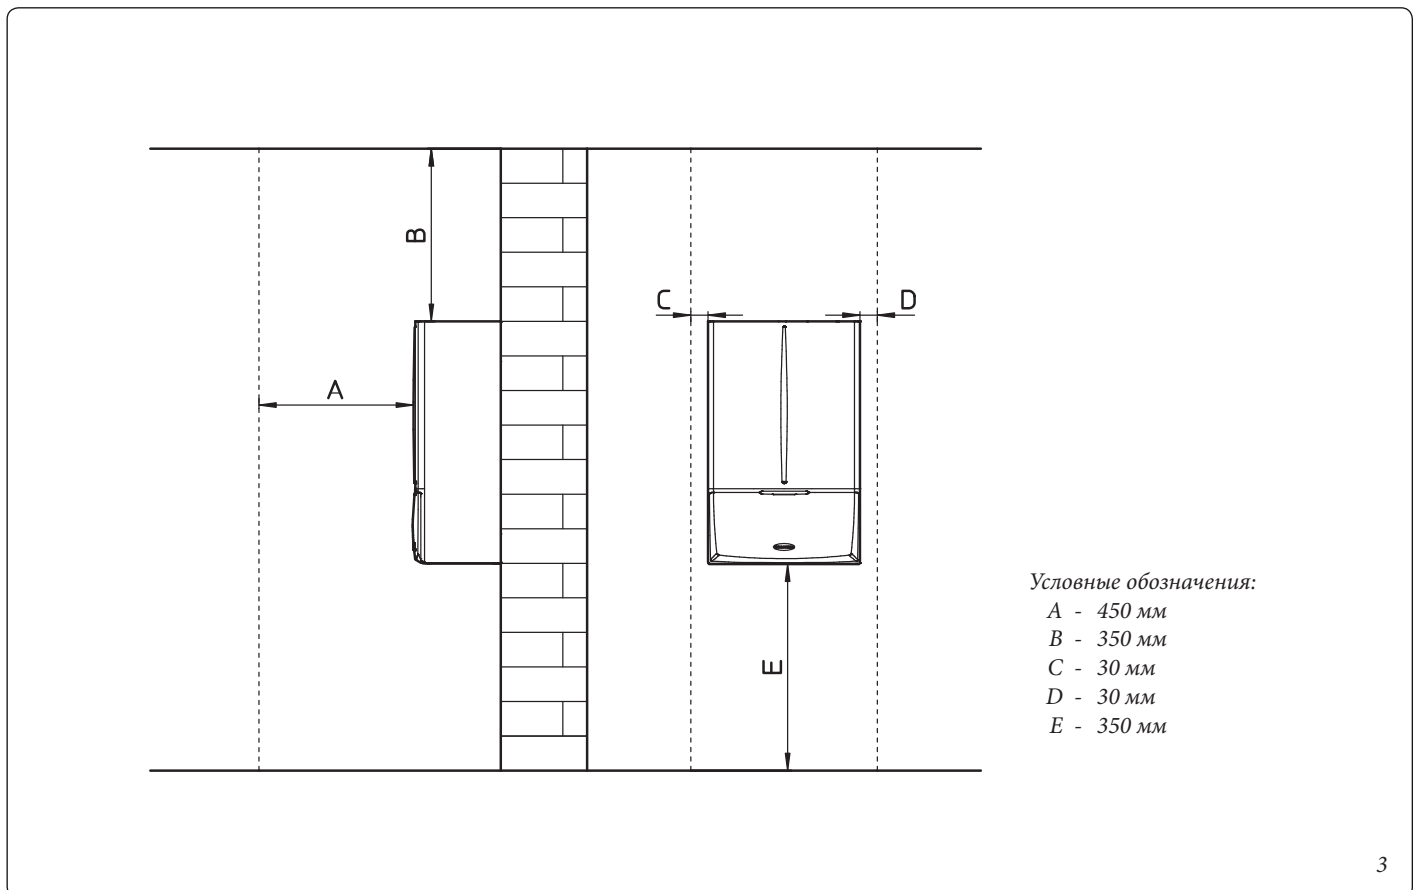 B
C
D
A
E
Условные обозначения:
A - 450 мм
B - 350 мм
C - 30 мм
D - 30 мм
E - 350 мм
3